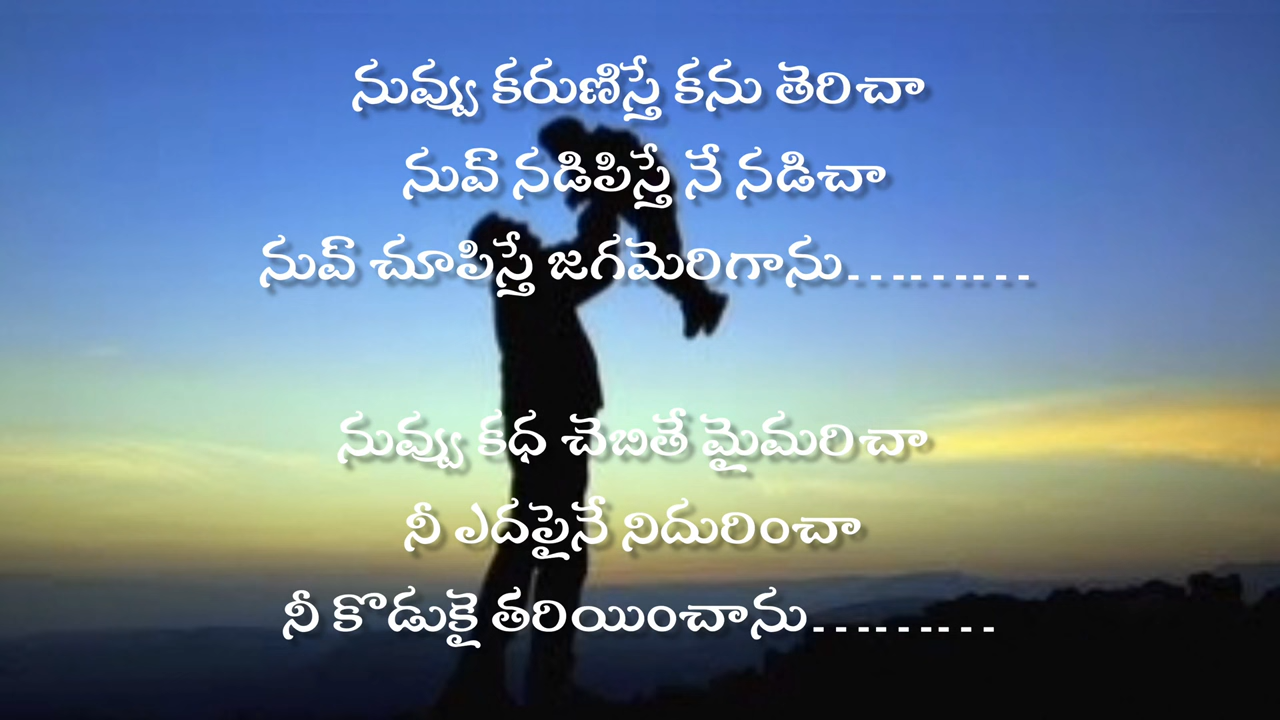 నువ్వు కరుణిస్తే కను తెరిచా
నువ్ నడిపిస్తే నే నడిచా
నువ్ చూపిస్తే జగమెరిగాను.........
నువ్వు కధ చెబితే మైమరిచా
నీ ఎదపైనే నిదురించా
నీ కొడుకై తరియించాను.........